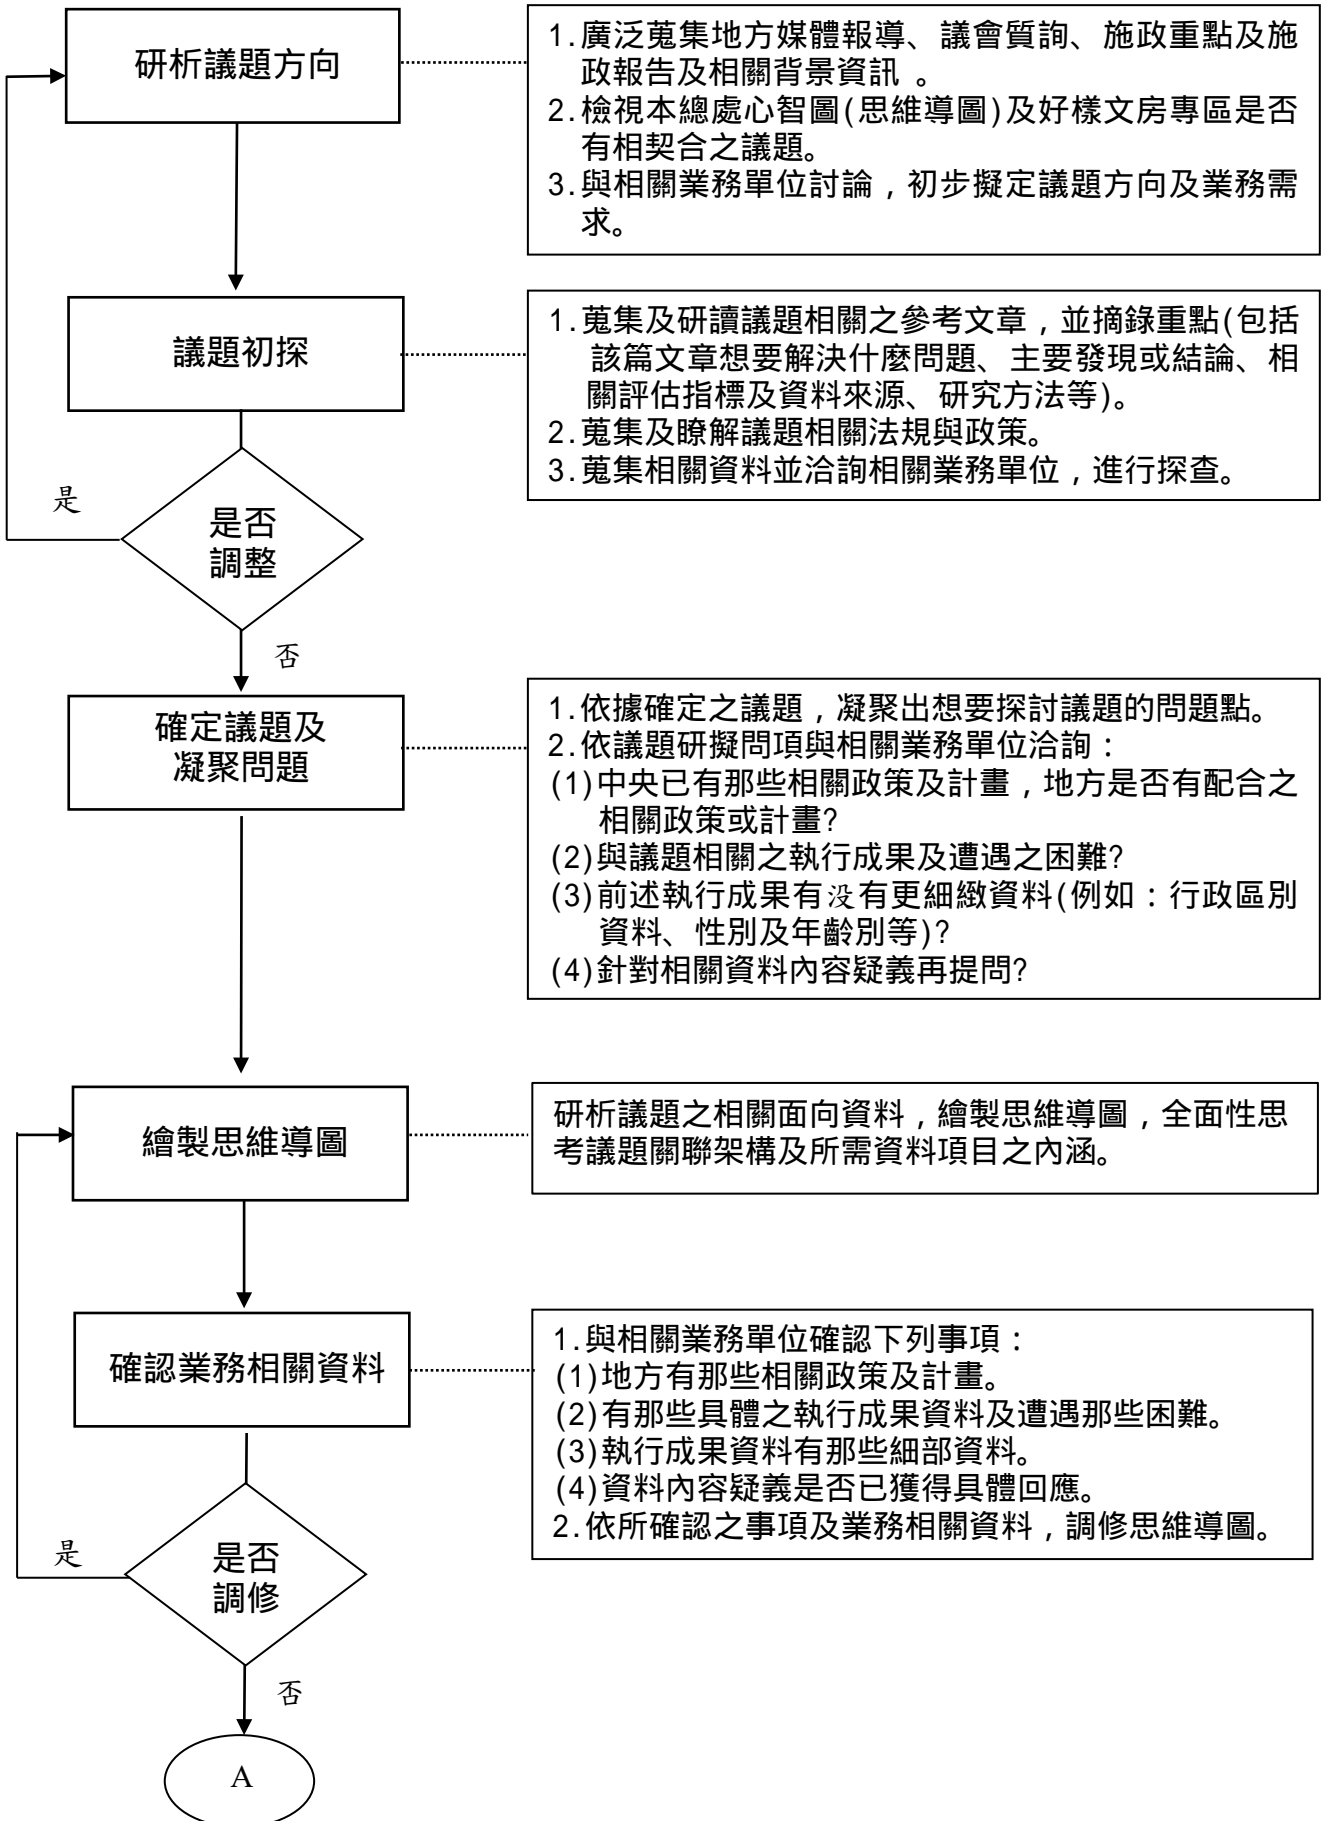 研析議題方向
1.廣泛蒐集地方媒體報導、議會質詢、施政重點及施
政報告及相關背景資訊 。
2.檢視本總處心智圖(思維導圖)及好樣文房專區是否
有相契合之議題。
3.與相關業務單位討論，初步擬定議題方向及業務需
求。
議題初探
1.蒐集及研讀議題相關之參考文章，並摘錄重點(包括
該篇文章想要解決什麼問題、主要發現或結論、相
關評估指標及資料來源、研究方法等)。
2.蒐集及瞭解議題相關法規與政策。
3.蒐集相關資料並洽詢相關業務單位，進行探查。
是
是否
調整
否
確定議題及
凝聚問題
1.依據確定之議題，凝聚出想要探討議題的問題點。
2.依議題研擬問項與相關業務單位洽詢：
(1)中央已有那些相關政策及計畫，地方是否有配合之
相關政策或計畫?
(2)與議題相關之執行成果及遭遇之困難?
(3)前述執行成果有没有更細緻資料(例如：行政區別
資料、性別及年齡別等)?
(4)針對相關資料內容疑義再提問?
繪製思維導圖
研析議題之相關面向資料，繪製思維導圖，全面性思
考議題關聯架構及所需資料項目之內涵。
確認業務相關資料
1.與相關業務單位確認下列事項：
(1)地方有那些相關政策及計畫。
(2)有那些具體之執行成果資料及遭遇那些困難。
(3)執行成果資料有那些細部資料。
(4)資料內容疑義是否已獲得具體回應。
2.依所確認之事項及業務相關資料，調修思維導圖。
是
是否
調修
否
A